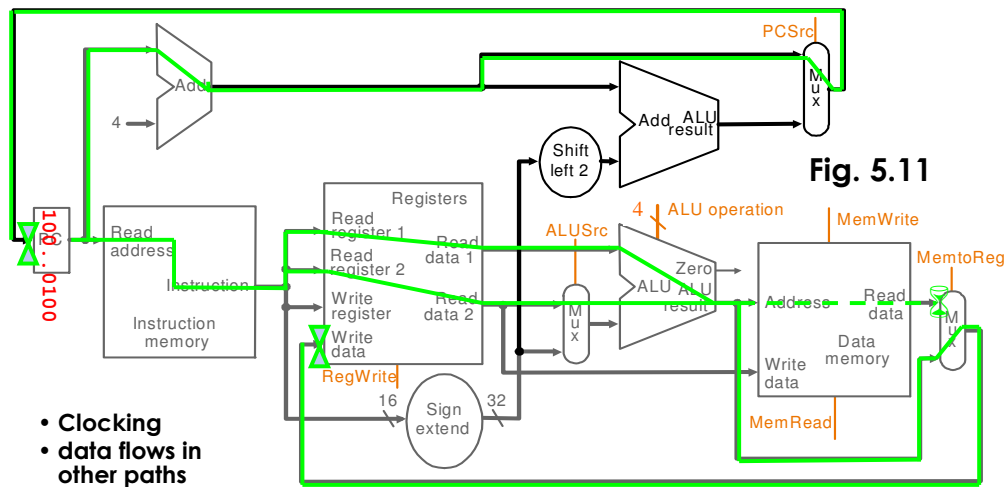 PCSrc
M
u
x
Add
4
Add
ALU
result
Shift
left 2
Fig. 5.11
PC
100...0100
Read
address
Instruction
Instruction
memory
Registers
Read
register 1
Read
register 2
Write
register
Write
data
Read
data 1
Read
data 2
RegWrite
16
Sign
extend
32
ALUSrc
M
u
x
4
ALU operation
Zero
ALU
ALU
result
MemWrite
Address
Read
data
Write
data
Data
memory
MemRead
MemtoReg
M
u
x
• Clocking
• data flows in
other paths